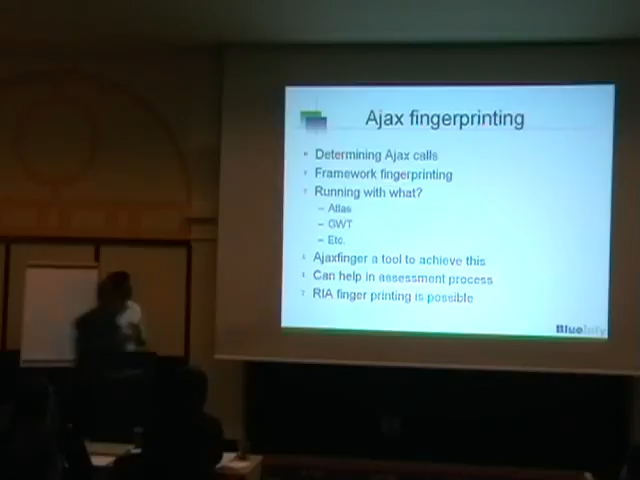 Ajax fingerprinting
Determining Ajax calls
Framework fingerprinting
Running with what?
– Atlas
– GWT
– Etc.
Ajaxfinger a tool to achieve this
Can help in assessment process
RIA finger printing is possible
BlueInfy